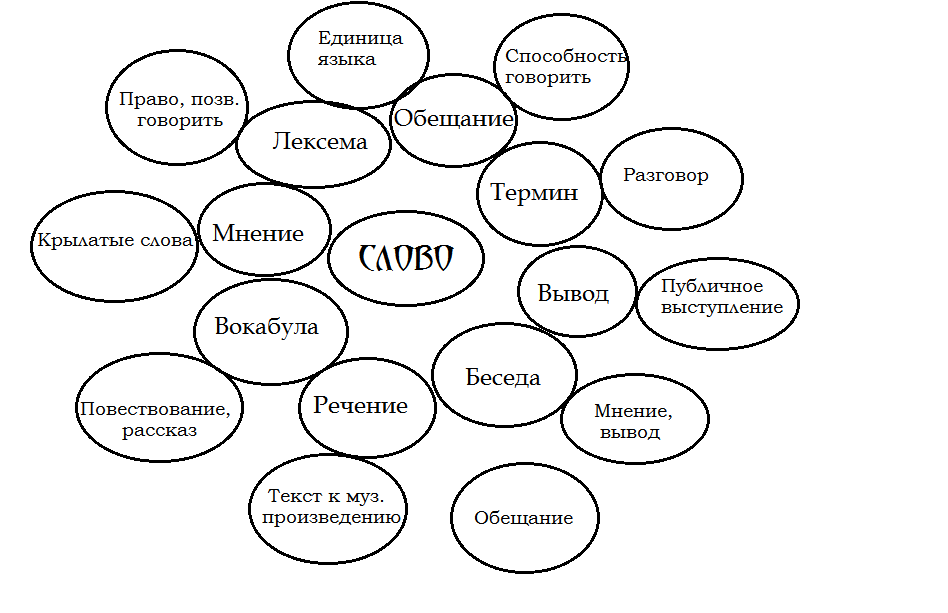 Единица
языка
Способность
говорить
Право, позв.
говорить
Обещание
Лексема
Термин
Разговор
Крылатые слова
Мнение
СЛОВО
Вывод
Публичное
выступление
Вокабула
Беседа
Речение
Повествование,
рассказ
Мнение,
вывод
Текст к муз.
произведению
Обещание